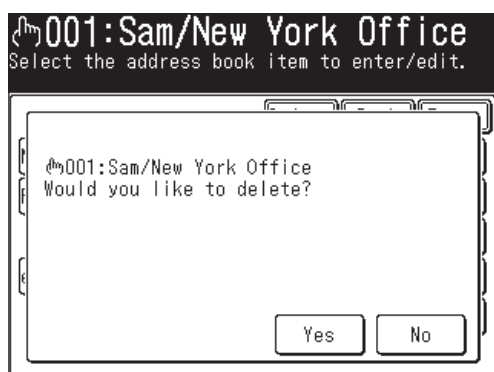 001:Sam/New York Office
Select the address book item to enter/edit.
001:Sam/New York Office
Would you like to delete?
Yes
No